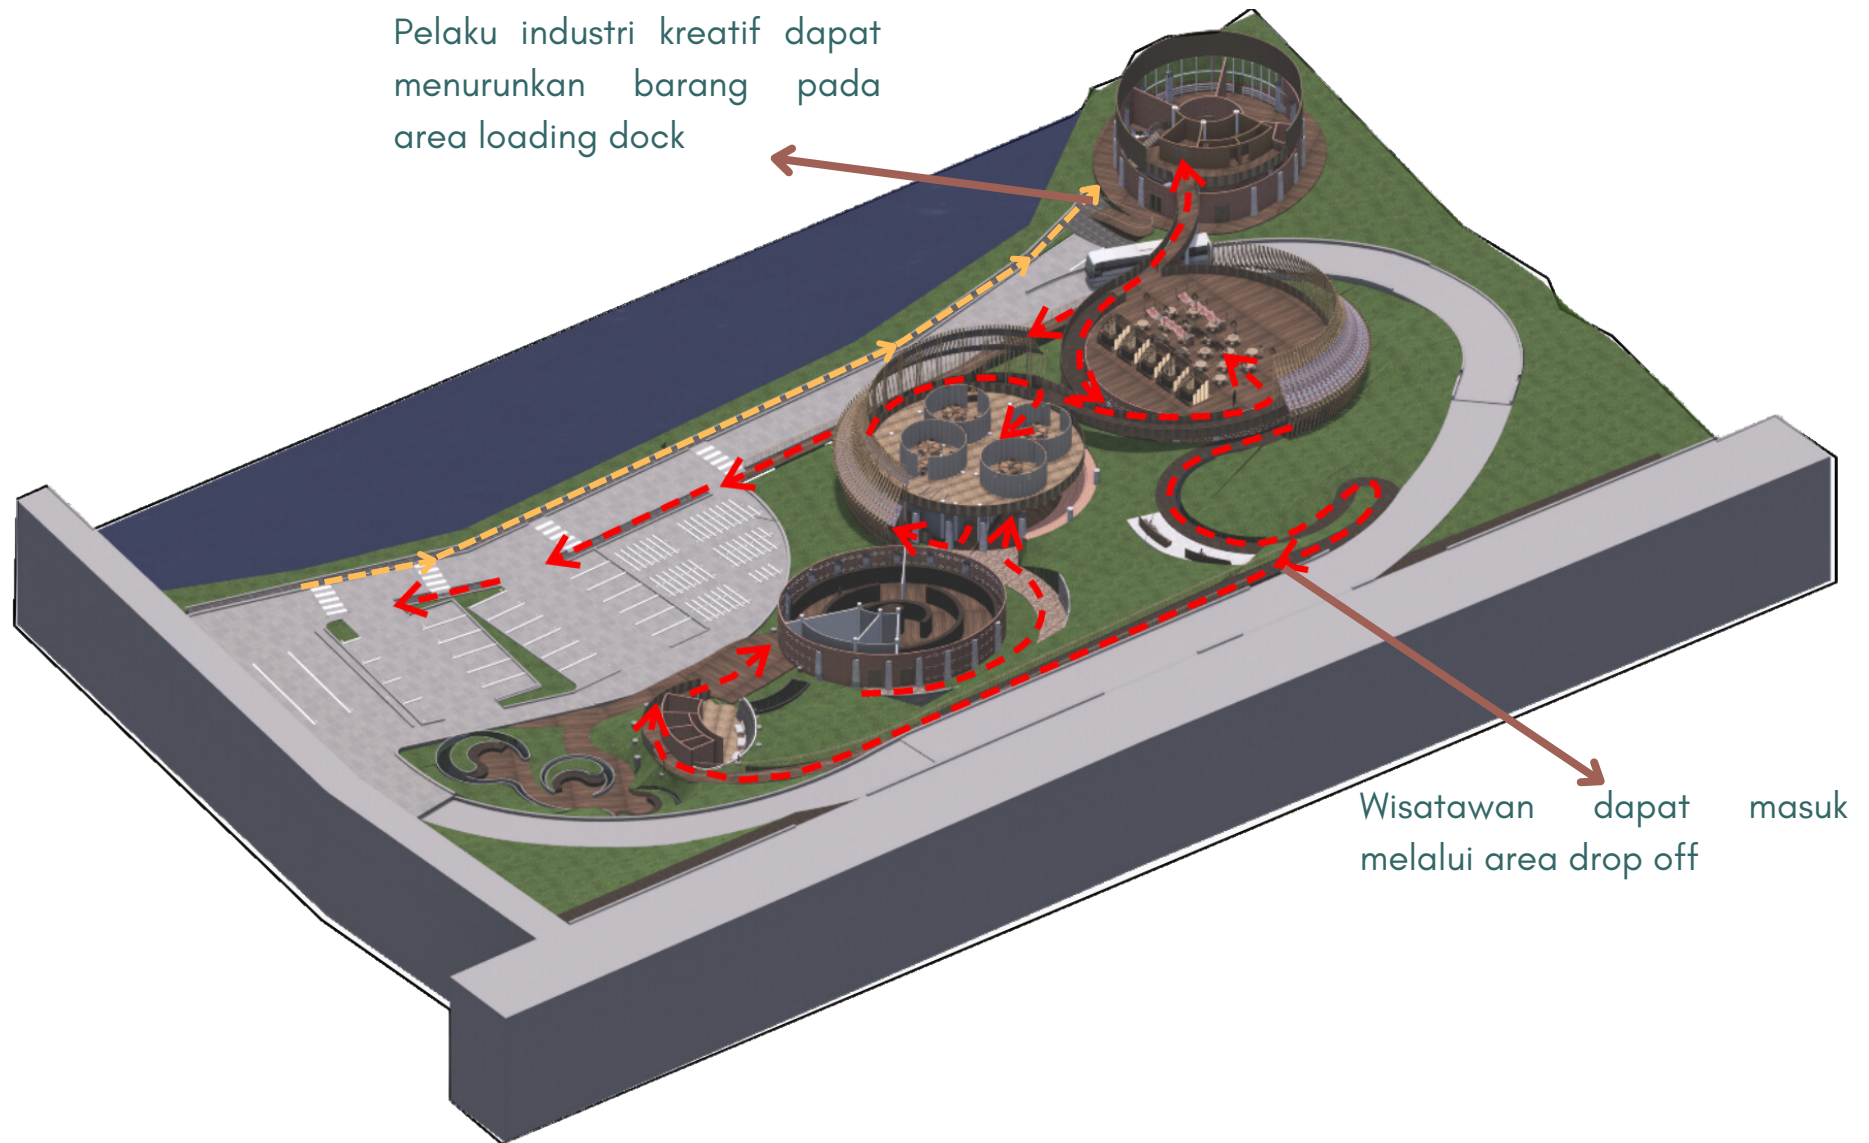 Pelaku industri kreatif dapat
menurunkan barang pada
area loading dock
Wisatawan dapat masuk
melalui area drop off